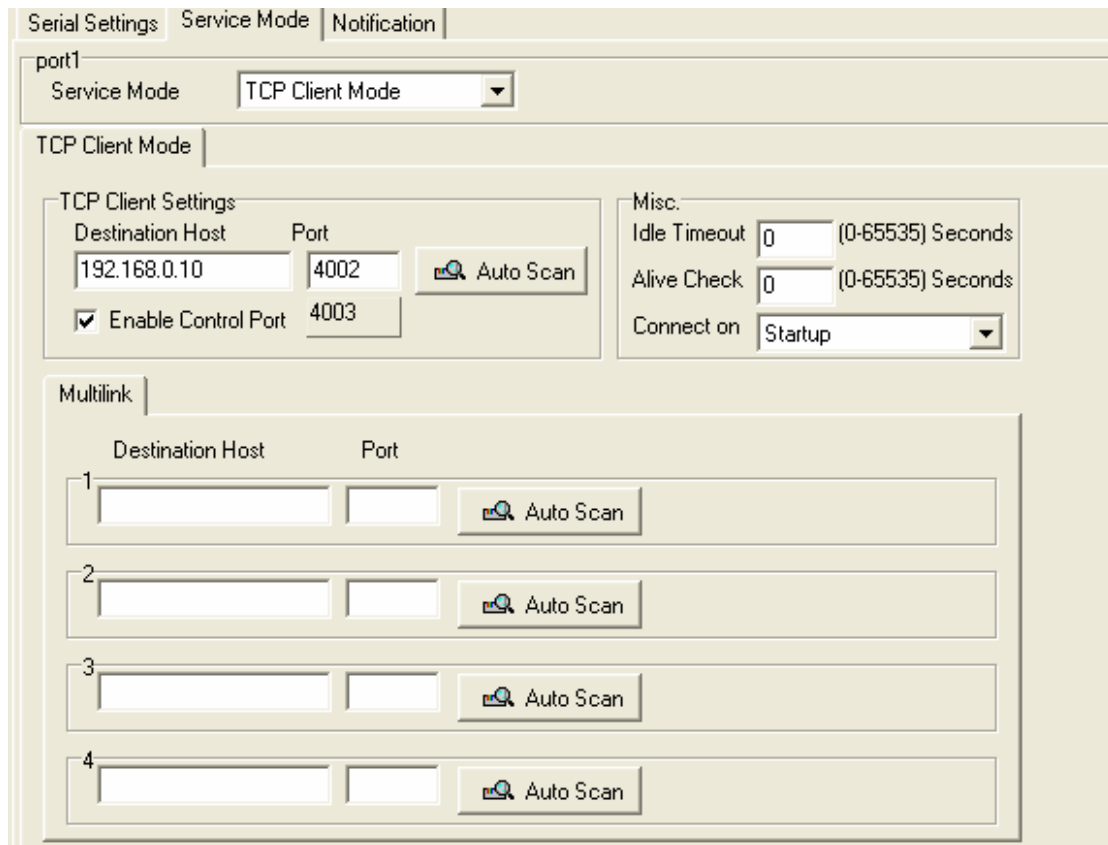 Serial Settings Service Mode Notification
port1
Service Mode TCP Client Mode
TCP Client Mode
TCP Client Settings
Destination Host Port
192.168.0.10 4002 Auto Scan
Enable Control Port 4003
Misc.
Idle Timeout 0 (0-65535) Seconds
Alive Check 0 (0-65535) Seconds
Connect on Startup
Multilink
Destination Host Port
1
Auto Scan
2
Auto Scan
3
Auto Scan
4
Auto Scan